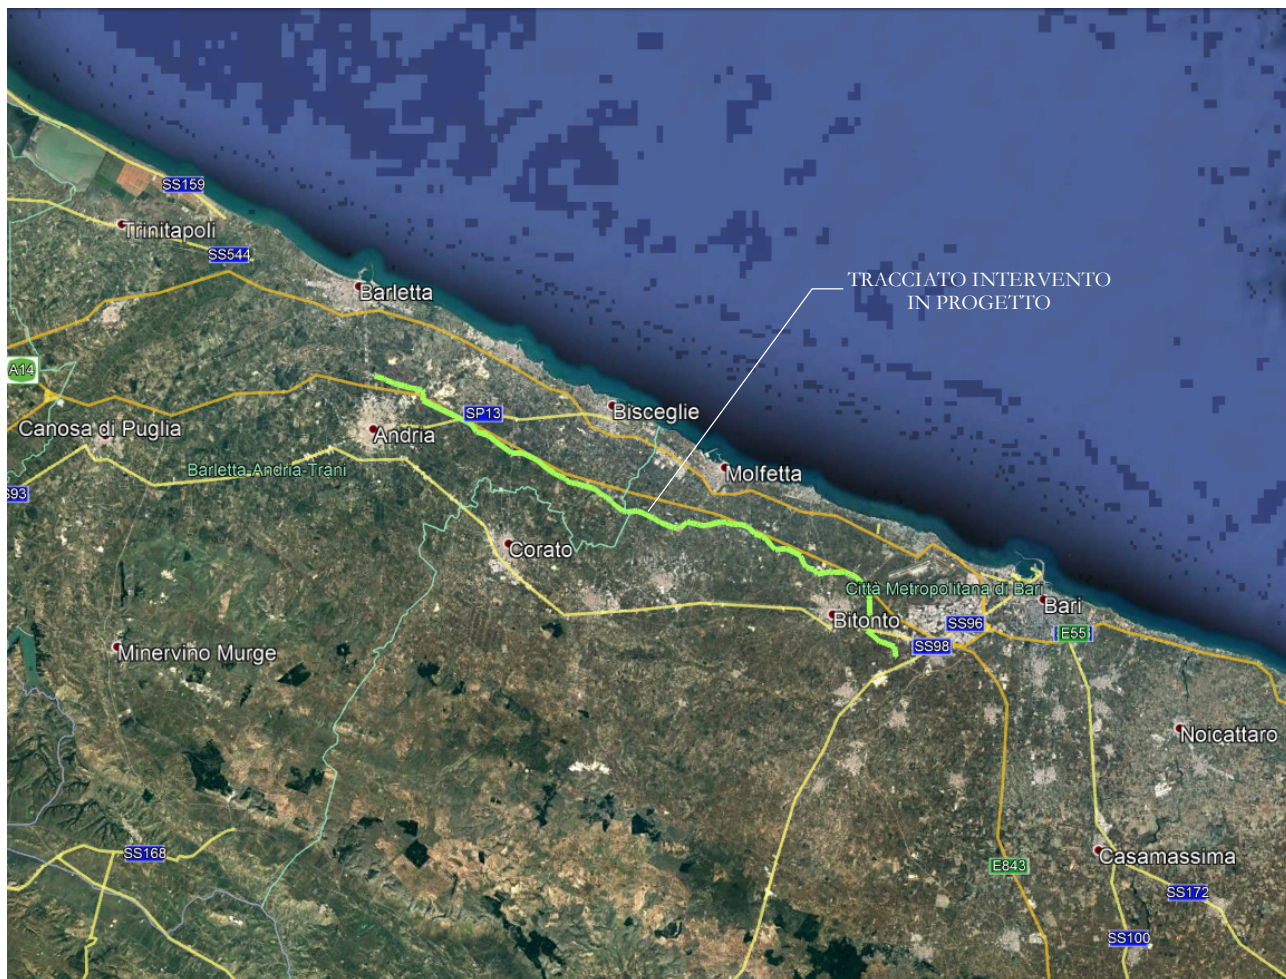 SS159
Trinitapoli
SS544
TRACCIATO INTERVENTO
IN PROGETTO
Barletta
A14
SP13
Bisceglie
Canosa di Puglia
Andria
Barletta-Andria-Trani
Molfetta
S93
Corato
Città Metropolitana di Bari
Bari
Bitonto
SS96
E55
SS98
Minervino Murge
Noicattaro
SS168
Casamassima
E843
SS172
SS100